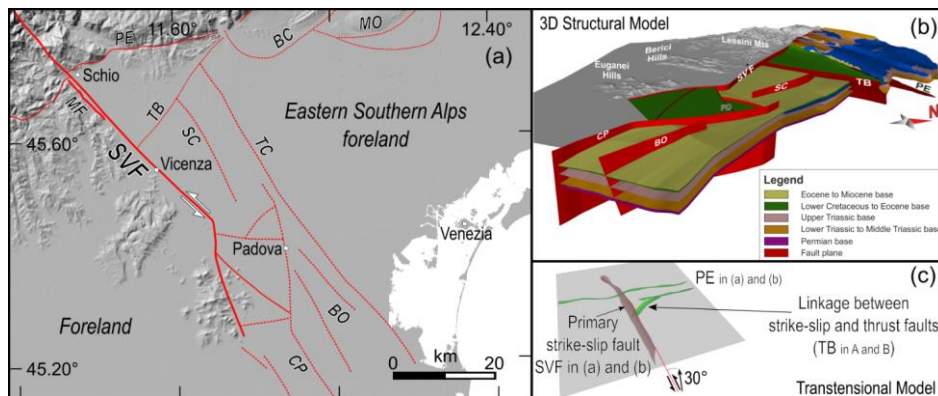 11.60°
12.40°
(a)
PE
BC
MO
Schio
MF
TB
SC
TC
Eastern Southern Alps
foreland
45.60°
SVF
Vicenza
Venezia
Padova
BO
Foreland
CP
km
0 10 20
45.20°
3D Structural Model
(b)
Lessini Mts
Berici
Hills
Euganei
Hills
SVF
TB
PE
SC
PD
N
CP
BO
Legend
Eocene to Miocene base
Lower Cretaceous to Eocene base
Upper Triassic base
Lower Triassic to Middle Triassic base
Permian base
Fault plane
(c)
PE in (a) and (b)
Primary
strike-slip fault
SVF in (a) and (b)
Linkage between
strike-slip and thrust faults
(TB in A and B)
30°
Transtensional Model